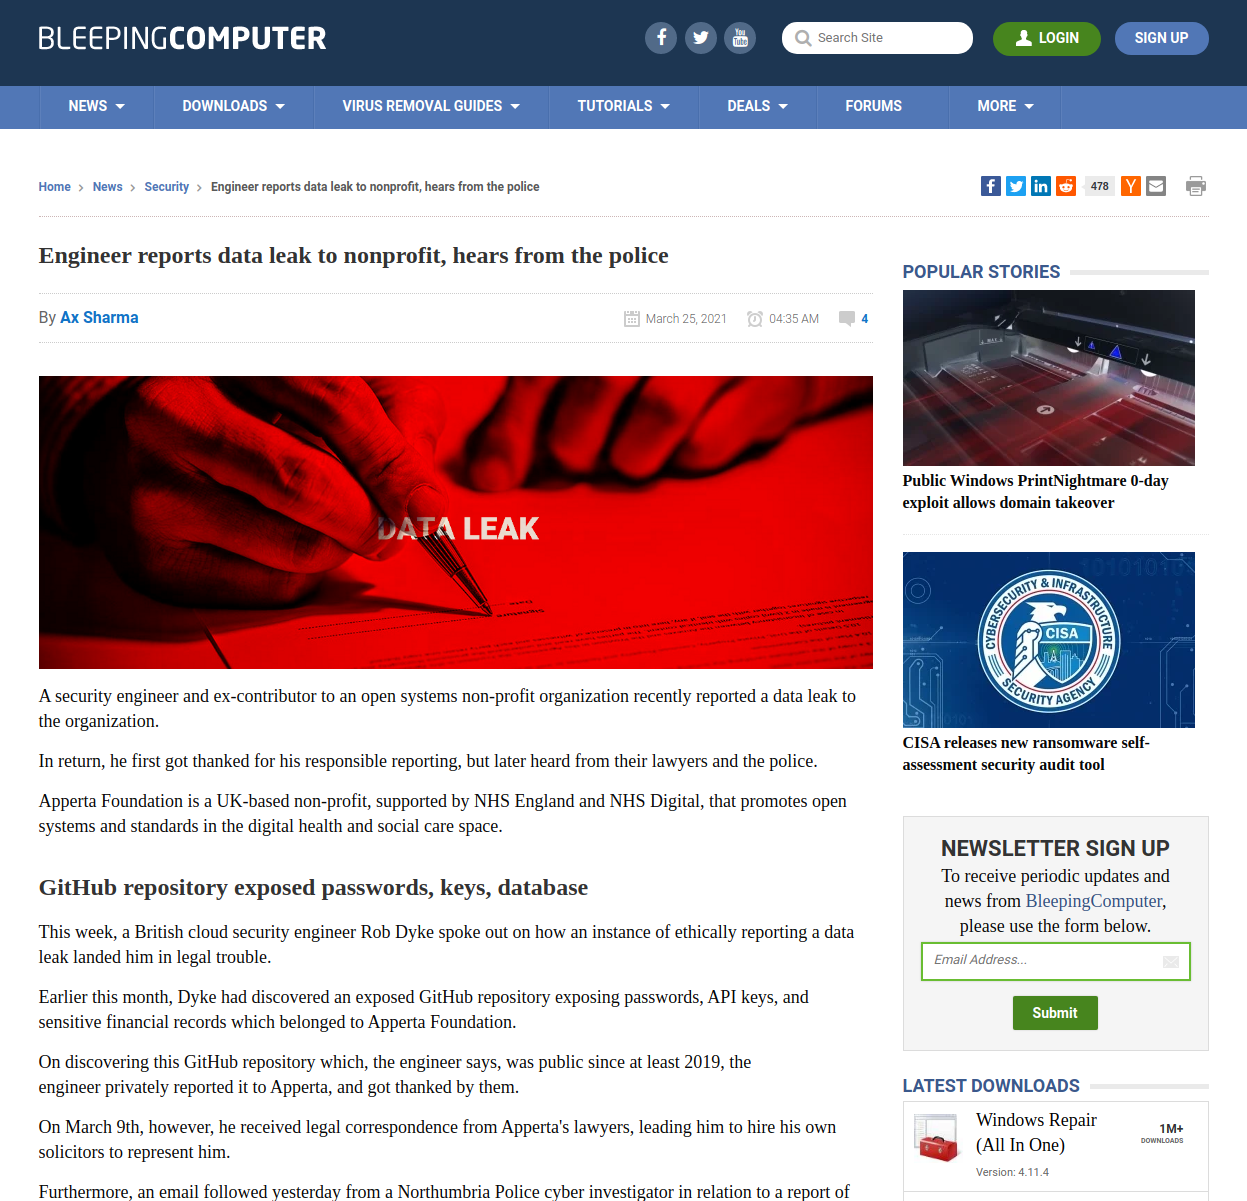 BLEEPINGCOMPUTER
You Tube
Search Site
LOGIN
SIGN UP
NEWS
DOWNLOADS
VIRUS REMOVAL GUIDES
TUTORIALS
DEALS
FORUMS
MORE
Home > News > Security > Engineer reports data leak to nonprofit, hears from the police
478
Engineer reports data leak to nonprofit, hears from the police
By Ax Sharma
March 25, 2021
04:35 AM
4
DATA LEAK
A security engineer and ex-contributor to an open systems non-profit organization recently reported a data leak to
the organization.
In return, he first got thanked for his responsible reporting, but later heard from their lawyers and the police.
Apperta Foundation is a UK-based non-profit, supported by NHS England and NHS Digital, that promotes open
systems and standards in the digital health and social care space.
GitHub repository exposed passwords, keys, database
This week, a British cloud security engineer Rob Dyke spoke out on how an instance of ethically reporting a data
leak landed him in legal trouble.
Earlier this month, Dyke had discovered an exposed GitHub repository exposing passwords, API keys, and
sensitive financial records which belonged to Apperta Foundation.
On discovering this GitHub repository which, the engineer says, was public since at least 2019, the
engineer privately reported it to Apperta, and got thanked by them.
On March 9th, however, he received legal correspondence from Apperta's lawyers, leading him to hire his own
solicitors to represent him.
Furthermore, an email followed yesterday from a Northumbria Police cyber investigator in relation to a report of
POPULAR STORIES
Public Windows PrintNightmare 0-day
exploit allows domain takeover
10101010
CYBERSECURITY & INFRASTRUCTURE
CISA
SECURITY AGENCY
CISA releases new ransomware self-
assessment security audit tool
NEWSLETTER SIGN UP
To receive periodic updates and
news from BleepingComputer,
please use the form below.
Email Address...
Submit
LATEST DOWNLOADS
Windows Repair
(All In One)
Version: 4.11.4
1M+
DOWNLOADS